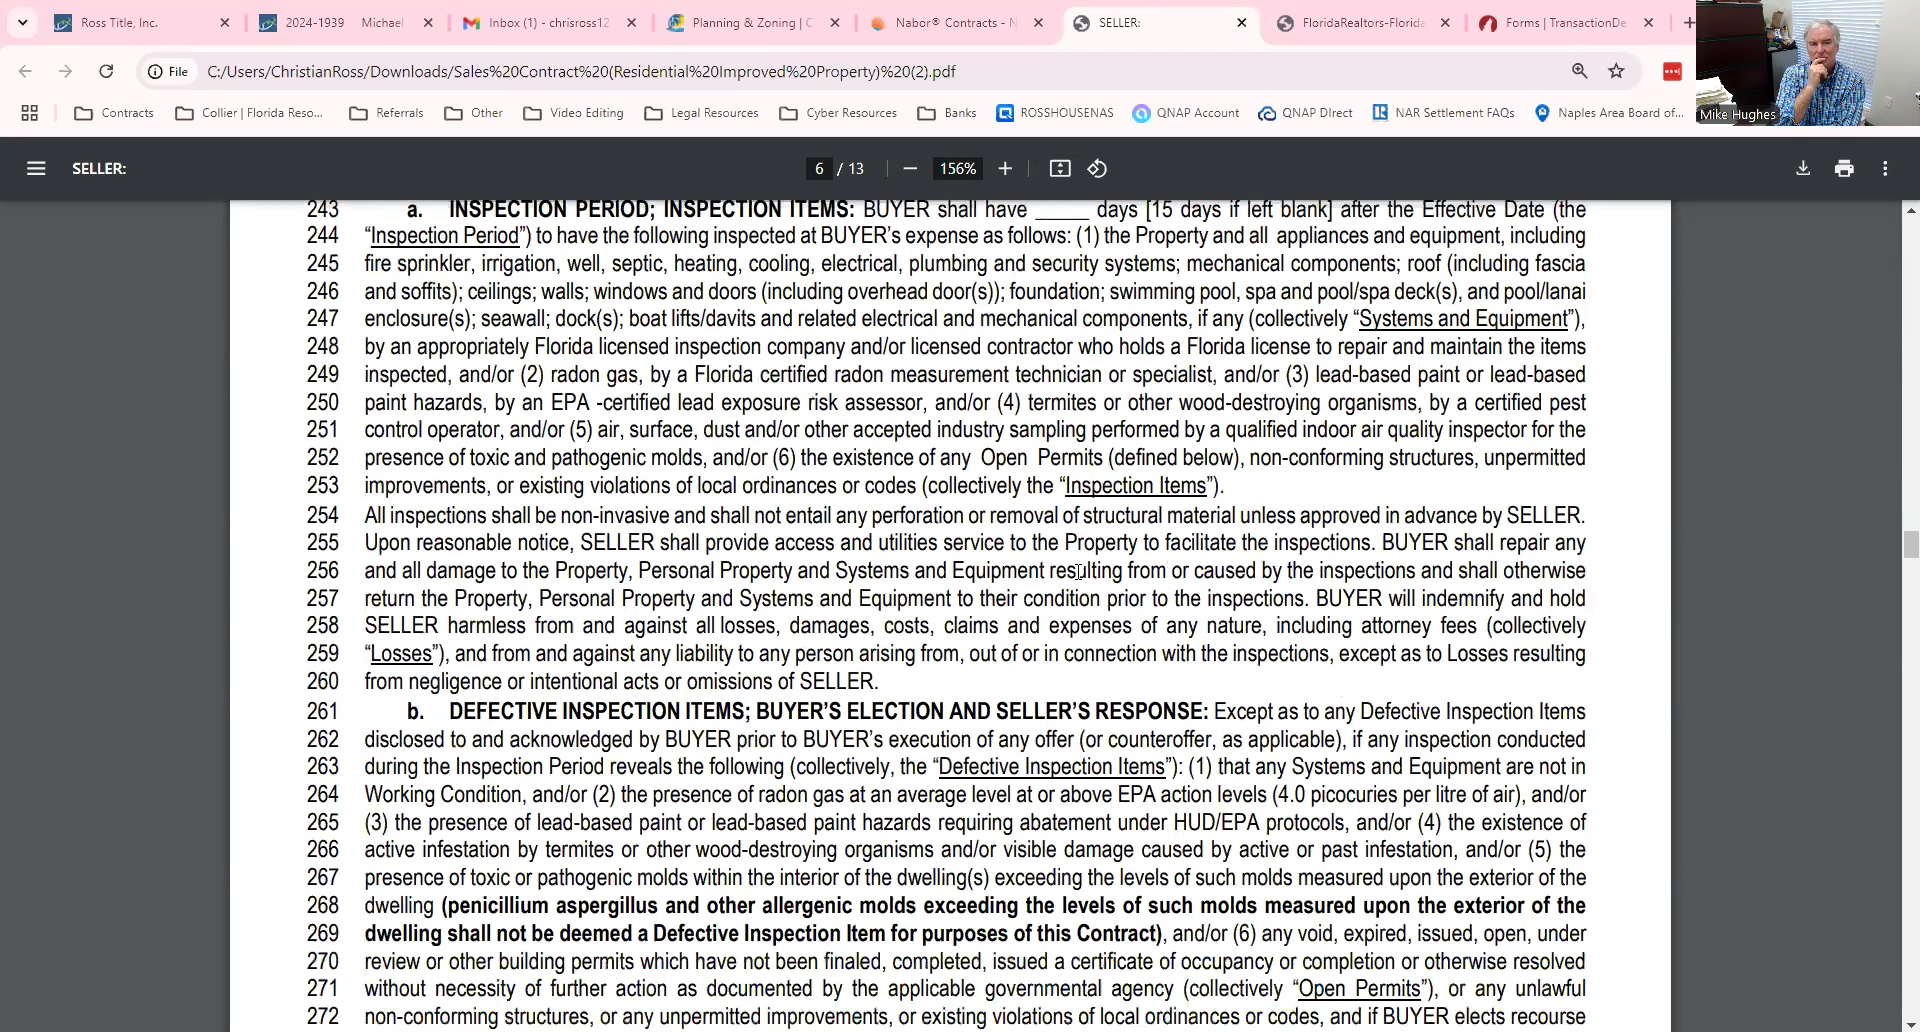 Ross Title, Inc.
2024-1939 Michael
Inbox (1) - chrisross12
Planning & Zoning | C
Nabor® Contracts - N
SELLER:
FloridaRealtors-Florida
Forms | TransactionDe
File C:/Users/ChristianRoss/Downloads/Sales%20Contract%20(Residential%20Improved%20Property)%20(2).pdf
Contracts
Collier | Florida Reso...
Referrals
Other
Video Editing
Legal Resources
Cyber Resources
Banks
ROSSHOUSENAS
QNAP Account
QNAP DIrect
NAR Settlement FAQs
Naples Area Board of...
Mike Hughes
SELLER:
6 / 13
156%
243 a. INSPECTION PERIOD; INSPECTION ITEMS: BUYER shall have _____ days [15 days if left blank] after the Effective Date (the
244 “Inspection Period”) to have the following inspected at BUYER’s expense as follows: (1) the Property and all appliances and equipment, including
245 fire sprinkler, irrigation, well, septic, heating, cooling, electrical, plumbing and security systems; mechanical components; roof (including fascia
246 and soffits); ceilings; walls; windows and doors (including overhead door(s)); foundation; swimming pool, spa and pool/spa deck(s), and pool/lanai
247 enclosure(s); seawall; dock(s); boat lifts/davits and related electrical and mechanical components, if any (collectively “Systems and Equipment”),
248 by an appropriately Florida licensed inspection company and/or licensed contractor who holds a Florida license to repair and maintain the items
249 inspected, and/or (2) radon gas, by a Florida certified radon measurement technician or specialist, and/or (3) lead-based paint or lead-based
250 paint hazards, by an EPA -certified lead exposure risk assessor, and/or (4) termites or other wood-destroying organisms, by a certified pest
251 control operator, and/or (5) air, surface, dust and/or other accepted industry sampling performed by a qualified indoor air quality inspector for the
252 presence of toxic and pathogenic molds, and/or (6) the existence of any Open Permits (defined below), non-conforming structures, unpermitted
253 improvements, or existing violations of local ordinances or codes (collectively the “Inspection Items”).
254 All inspections shall be non-invasive and shall not entail any perforation or removal of structural material unless approved in advance by SELLER.
255 Upon reasonable notice, SELLER shall provide access and utilities service to the Property to facilitate the inspections. BUYER shall repair any
256 and all damage to the Property, Personal Property and Systems and Equipment resulting from or caused by the inspections and shall otherwise
257 return the Property, Personal Property and Systems and Equipment to their condition prior to the inspections. BUYER will indemnify and hold
258 SELLER harmless from and against all losses, damages, costs, claims and expenses of any nature, including attorney fees (collectively
259 “Losses”), and from and against any liability to any person arising from, out of or in connection with the inspections, except as to Losses resulting
260 from negligence or intentional acts or omissions of SELLER.
261 b. DEFECTIVE INSPECTION ITEMS; BUYER’S ELECTION AND SELLER’S RESPONSE: Except as to any Defective Inspection Items
262 disclosed to and acknowledged by BUYER prior to BUYER’s execution of any offer (or counteroffer, as applicable), if any inspection conducted
263 during the Inspection Period reveals the following (collectively, the “Defective Inspection Items”): (1) that any Systems and Equipment are not in
264 Working Condition, and/or (2) the presence of radon gas at an average level at or above EPA action levels (4.0 picocuries per litre of air), and/or
265 (3) the presence of lead-based paint or lead-based paint hazards requiring abatement under HUD/EPA protocols, and/or (4) the existence of
266 active infestation by termites or other wood-destroying organisms and/or visible damage caused by active or past infestation, and/or (5) the
267 presence of toxic or pathogenic molds within the interior of the dwelling(s) exceeding the levels of such molds measured upon the exterior of the
268 dwelling (penicillium aspergillus and other allergenic molds exceeding the levels of such molds measured upon the exterior of the
269 dwelling shall not be deemed a Defective Inspection Item for purposes of this Contract), and/or (6) any void, expired, issued, open, under
270 review or other building permits which have not been finaled, completed, issued a certificate of occupancy or completion or otherwise resolved
271 without necessity of further action as documented by the applicable governmental agency (collectively “Open Permits”), or any unlawful
272 non-conforming structures, or any unpermitted improvements, or existing violations of local ordinances or codes, and if BUYER elects recourse